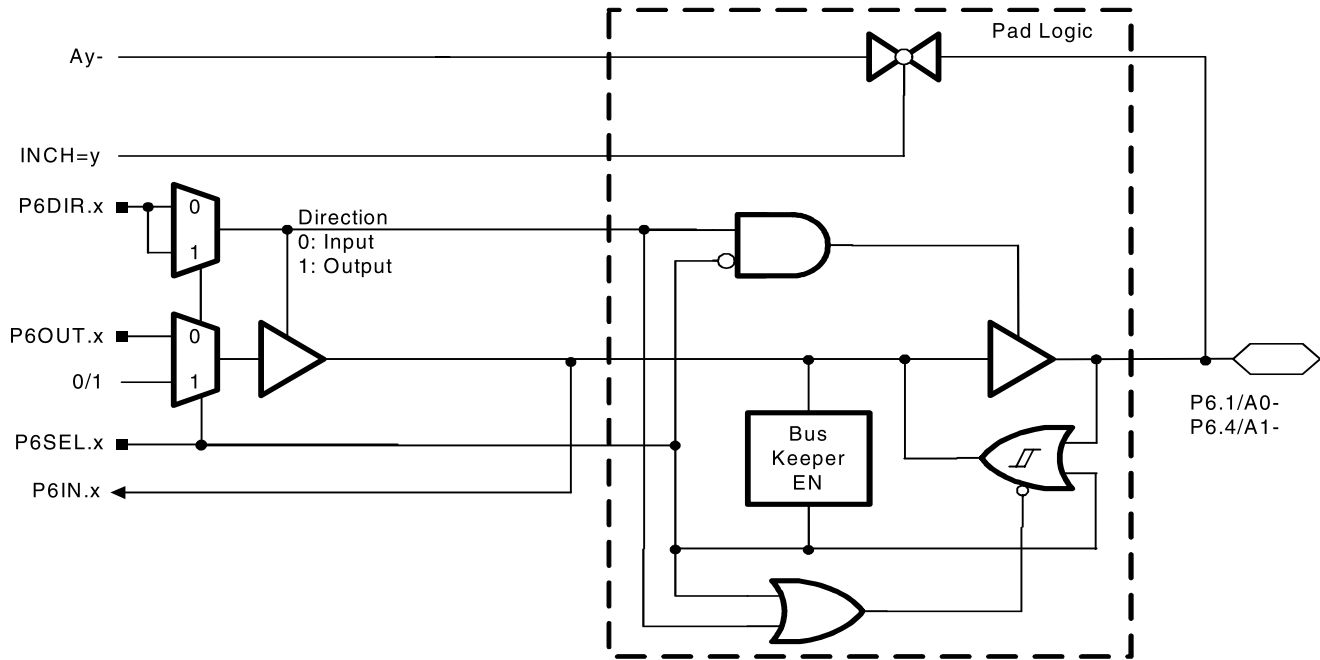 Pad Logic
Ay-
INCH=y
P6DIR.x
0
1
Direction
0: Input
1: Output
P6OUT.x
0
0/1
1
P6SEL.x
P6IN.x
Bus
Keeper
EN
P6.1/A0-
P6.4/A1-